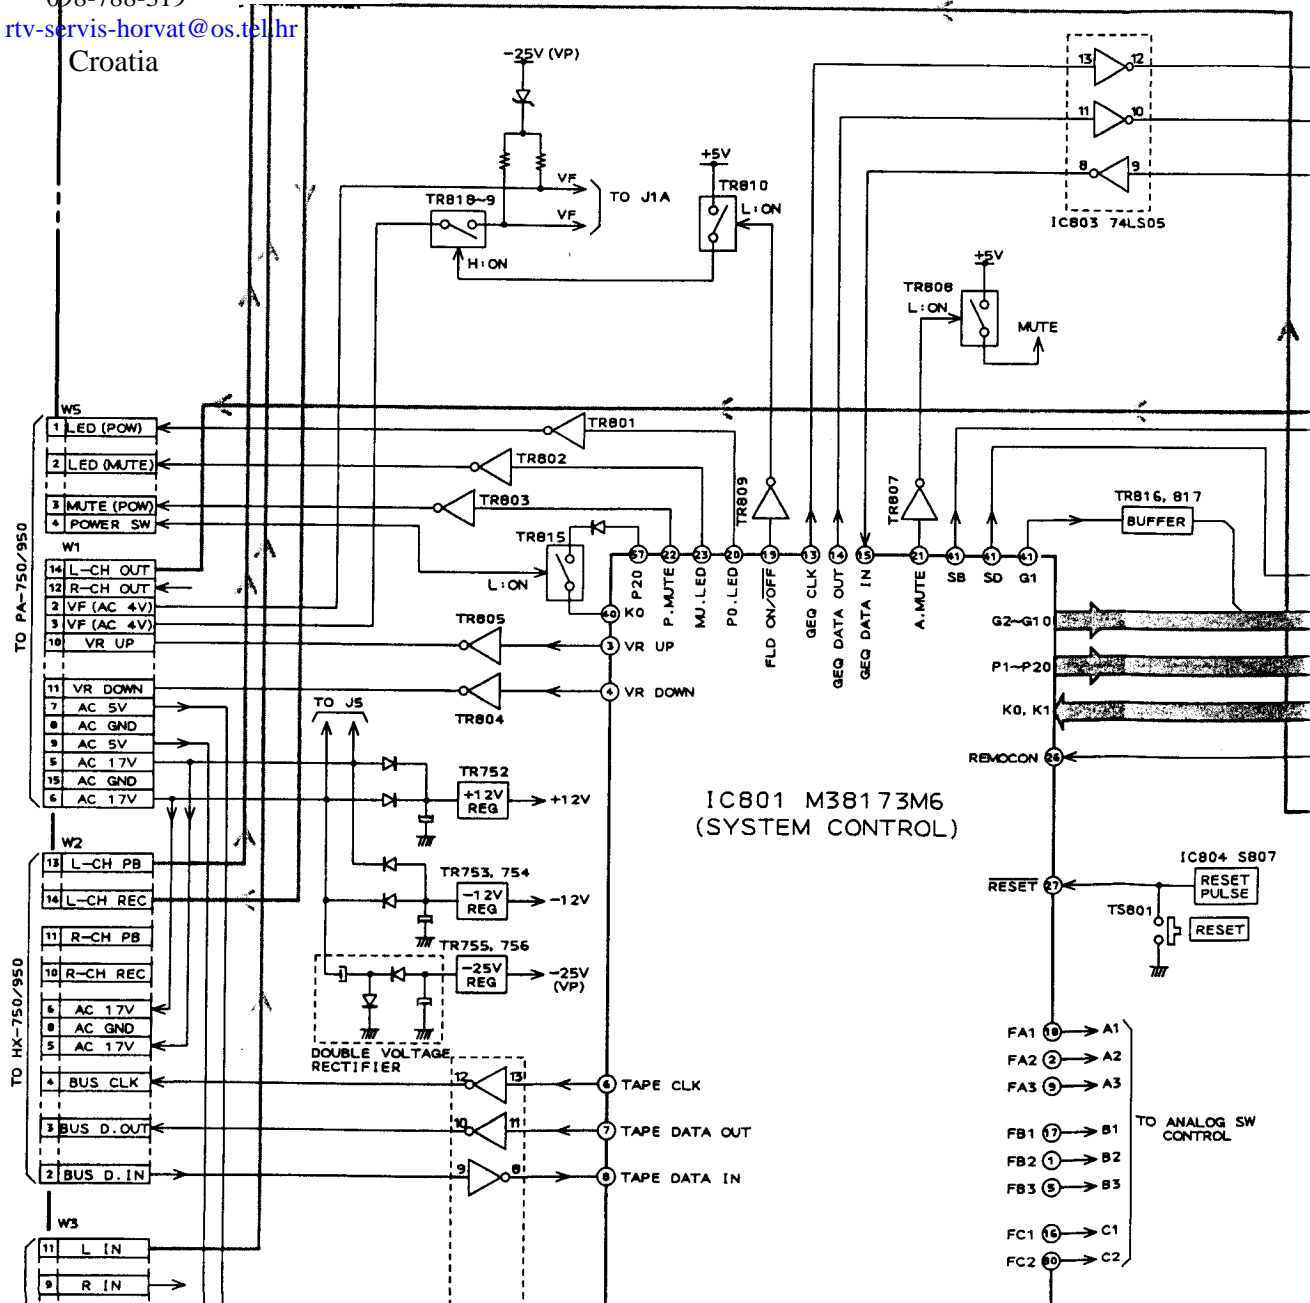 098-788-319
rtv-servis-horvat@os.tel.hr
Croatia
-25V (VP)
VF
VF
TO J1A
TR818~9
H:ON
+5V
TR810
L:ON
13
12
11
10
8
9
IC803 74LS05
+5V
TR808
L:ON
MUTE
W5
1 LED (POW)
2 LED (MUTE)
3 MUTE (POW)
4 POWER SW
W1
14 L-CH OUT
12 R-CH OUT
2 VF (AC 4V)
3 VF (AC 4V)
10 VR UP
11 VR DOWN
7 AC 5V
8 AC GND
9 AC 5V
5 AC 17V
15 AC GND
6 AC 17V
TO PA-750/950
TR801
TR802
TR803
TR815
L:ON
TR805
TR804
TR809
TR807
TR816, 817
BUFFER
57 P20
22 P.MUTE
23 MU.LED
20 PO.LED
19 FLD ON/OFF
13 GEQ CLK
14 GEQ DATA OUT
15 GEQ DATA IN
21 A.MUTE
41 SB
41 SD
41 G1
40 K0
3 VR UP
4 VR DOWN
G2~G10
P1~P20
K0, K1
REMOCON 26
TO J5
TR752
+12V
REG
+12V
TR753, 754
-12V
REG
-12V
TR755, 756
-25V
REG
-25V
(VP)
DOUBLE VOLTAGE
RECTIFIER
IC801 M38173M6
(SYSTEM CONTROL)
IC804 S807
RESET
PULSE
RESET 27
TS801
RESET
W2
13 L-CH PB
14 L-CH REC
11 R-CH PB
10 R-CH REC
6 AC 17V
8 AC GND
5 AC 17V
4 BUS CLK
3 BUS D.OUT
2 BUS D.IN
TO HX-750/950
12
13
6 TAPE CLK
10
11
7 TAPE DATA OUT
9
8
8 TAPE DATA IN
FA1 18 A1
FA2 2 A2
FA3 9 A3
FB1 17 B1
FB2 1 B2
FB3 5 B3
FC1 16 C1
FC2 80 C2
TO ANALOG SW
CONTROL
W3
11 L IN
9 R IN